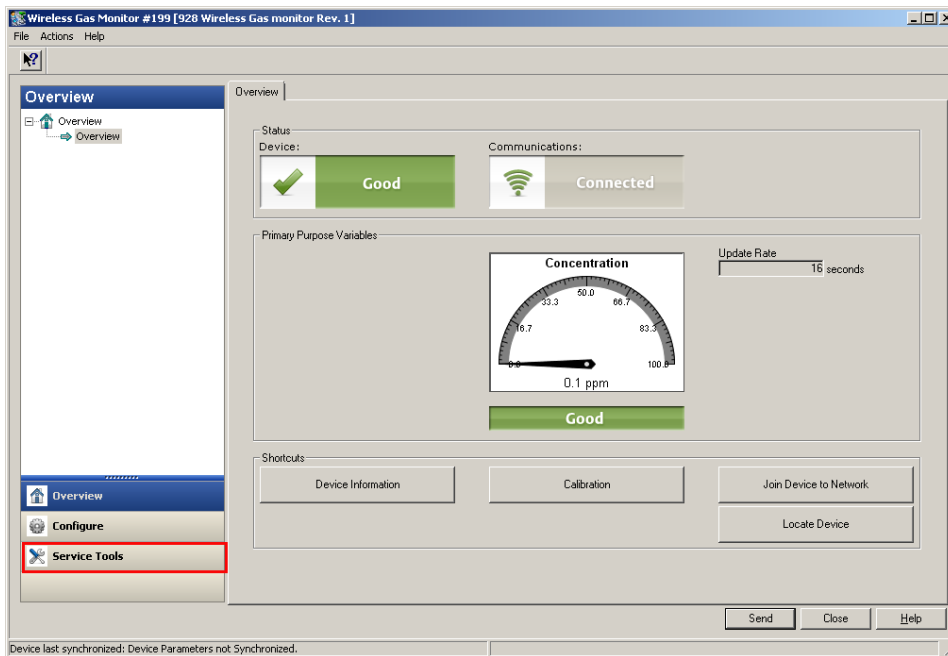 Wireless Gas Monitor #199 [928 Wireless Gas monitor Rev. 1]
File Actions Help
Overview
Overview
Overview
Overview
Status
Device:
Good
Communications:
Connected
Primary Purpose Variables
Concentration
0.0
16.7
33.3
50.0
66.7
83.3
100.0
0.1 ppm
Good
Update Rate
16 seconds
Shortcuts
Device Information
Calibration
Join Device to Network
Locate Device
Overview
Configure
Service Tools
Send
Close
Help
Device last synchronized: Device Parameters not Synchronized.